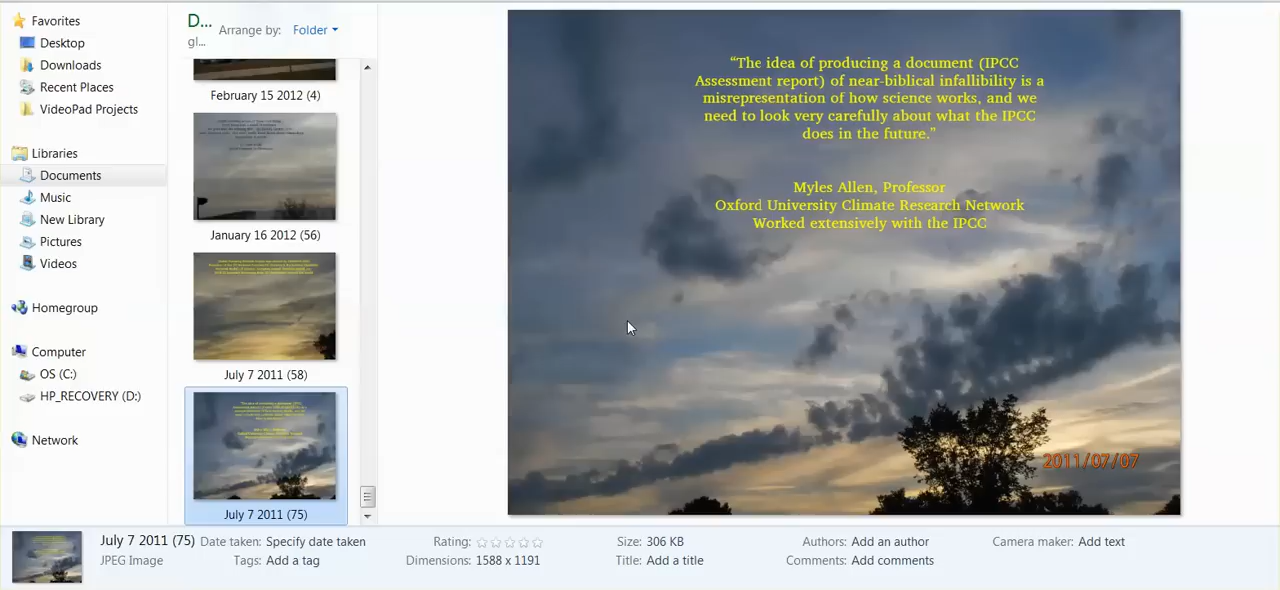 Favorites
Desktop
Downloads
Recent Places
VideoPad Projects
Libraries
Documents
Music
New Library
Pictures
Videos
Homegroup
Computer
OS (C:)
HP_RECOVERY (D:)
Network
D...
gl...
Arrange by: Folder
February 15 2012 (4)
January 16 2012 (56)
July 7 2011 (58)
July 7 2011 (75)
“The idea of producing a document (IPCC
Assessment report) of near-biblical infallibility is a
misrepresentation of how science works, and we
need to look very carefully about what the IPCC
does in the future.”
Myles Allen, Professor
Oxford University Climate Research Network
Worked extensively with the IPCC
2011/07/07
July 7 2011 (75) Date taken: Specify date taken Rating: Size: 306 KB Authors: Add an author Camera maker: Add text
JPEG Image Tags: Add a tag Dimensions: 1588 x 1191 Title: Add a title Comments: Add comments